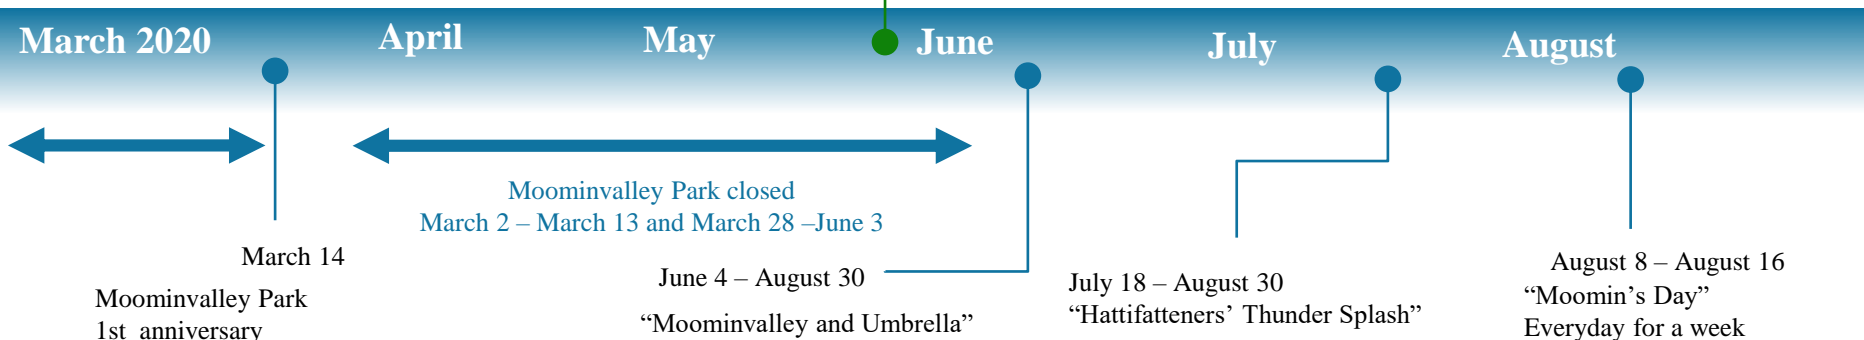 March 2020
April
May
June
July
August
Moominvalley Park closed
March 2 – March 13 and March 28 –June 3
March 14
Moominvalley Park
1st anniversary
June 4 – August 30
“Moominvalley and Umbrella”
July 18 – August 30
“Hattifatteners’ Thunder Splash”
August 8 – August 16
“Moomin’s Day”
Everyday for a week